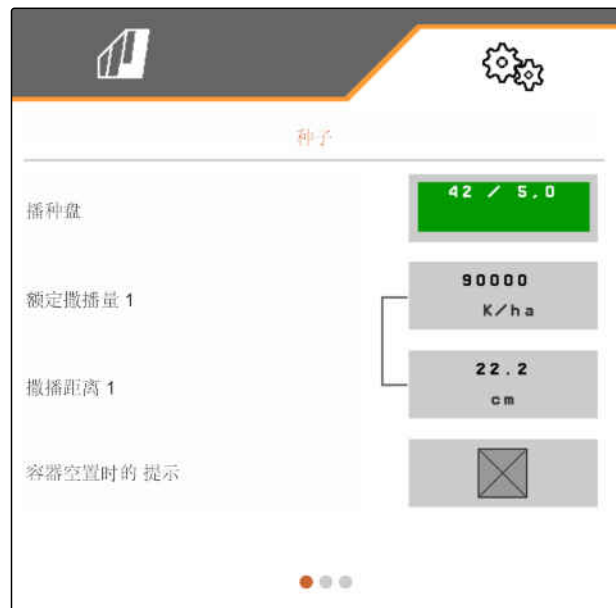 种子
播种盘
42 / 5.0
额定撒播量 1
90000
K/ha
撒播距离 1
22.2
cm
容器空置时的 提示